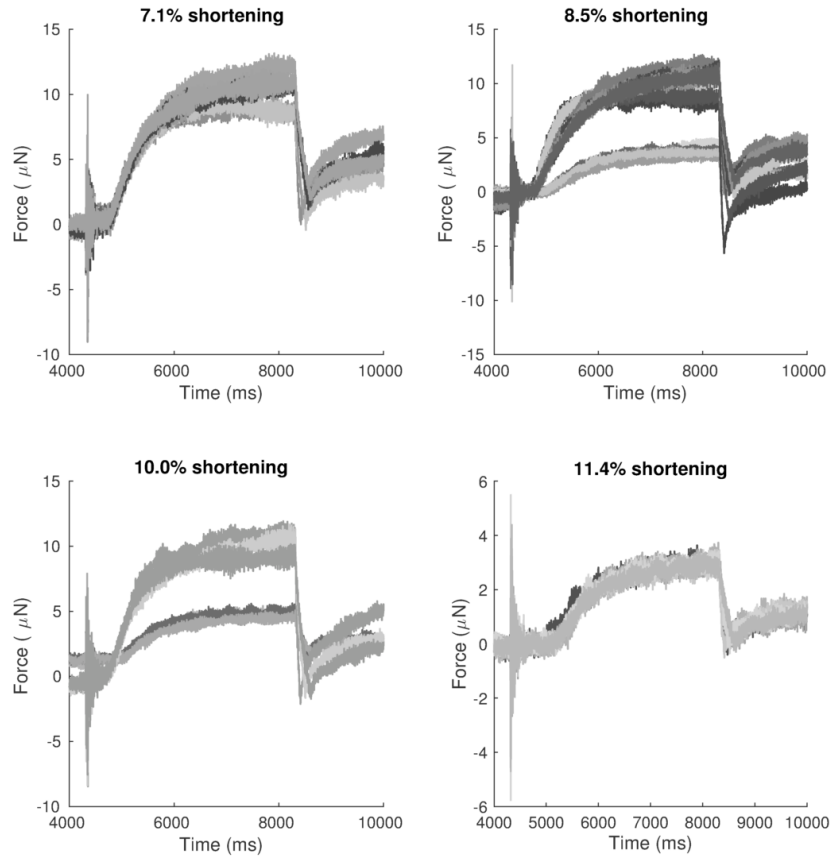 7.1% shortening
15
10
5
0
-5
-10
Force ( μN)
4000 6000 8000 10000
Time (ms)
8.5% shortening
15
10
5
0
-5
-10
-15
Force ( μN)
4000 6000 8000 10000
Time (ms)
10.0% shortening
15
10
5
0
-5
-10
Force ( μN)
4000 6000 8000 10000
Time (ms)
11.4% shortening
6
4
2
0
-2
-4
-6
Force (μN)
4000 5000 6000 7000 8000 9000 10000
Time (ms)